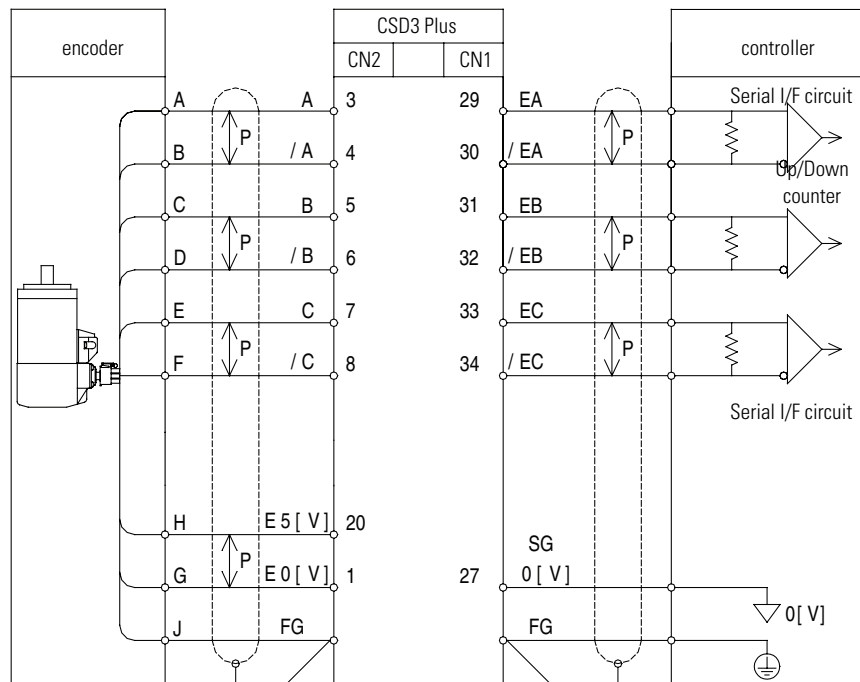 encoder
CSD3 Plus
CN2
CN1
controller
A A 3 29 EA Serial I/F circuit
P P
B / A 4 30 / EA
Up/Down
counter
C B 5 31 EB
P P
D / B 6 32 / EB
E C 7 33 EC
P P
F / C 8 34 / EC
Serial I/F circuit
H E 5 [ V ] 20
P
SG
G E 0 [ V ] 1 27 0 [ V ]
0 [ V ]
J FG FG